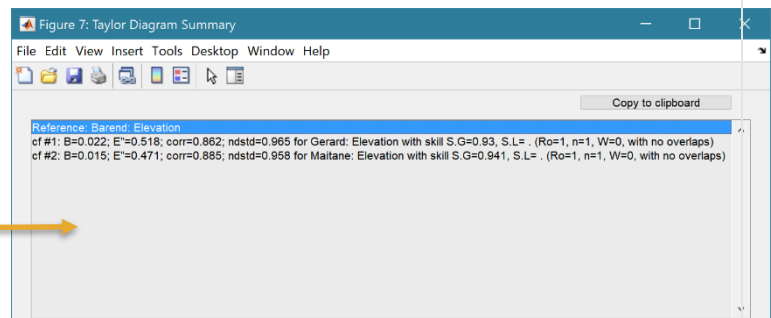 Figure 7: Taylor Diagram Summary
File Edit View Insert Tools Desktop Window Help
Copy to clipboard
Reference: Barend: Elevation
cf #1: B=0.022; E"=0.518; corr=0.862; ndstd=0.965 for Gerard: Elevation with skill S.G=0.93, S.L= . (Ro=1, n=1, W=0, with no overlaps)
cf #2: B=0.015; E"=0.471; corr=0.885; ndstd=0.958 for Maitane: Elevation with skill S.G=0.941, S.L= . (Ro=1, n=1, W=0, with no overlaps)